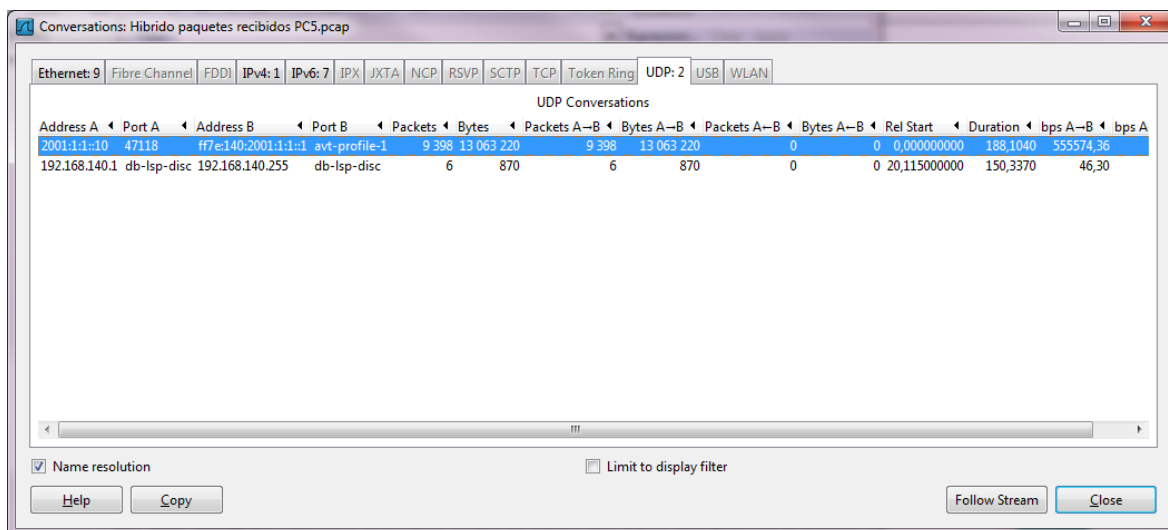 Conversations: Hibrido paquetes recibidos PC5.pcap
Ethernet: 9 Fibre Channel FDDI IPv4: 1 IPv6: 7 IPX JXTA NCP RSVP SCTP TCP Token Ring UDP: 2 USB WLAN
UDP Conversations
Address A Port A Address B Port B Packets Bytes Packets A→B Bytes A→B Packets A←B Bytes A←B Rel Start Duration bps A→B bps A
2001:1:1::10 47118 ff7e:140:2001:1:1::1 avt-profile-1 9 398 13 063 220 9 398 13 063 220 0 0 0,000000000 188,1040 555574,36
192.168.140.1 db-lsp-disc 192.168.140.255 db-lsp-disc 6 870 6 870 0 0 20,115000000 150,3370 46,30
Name resolution Limit to display filter
Help Copy Follow Stream Close